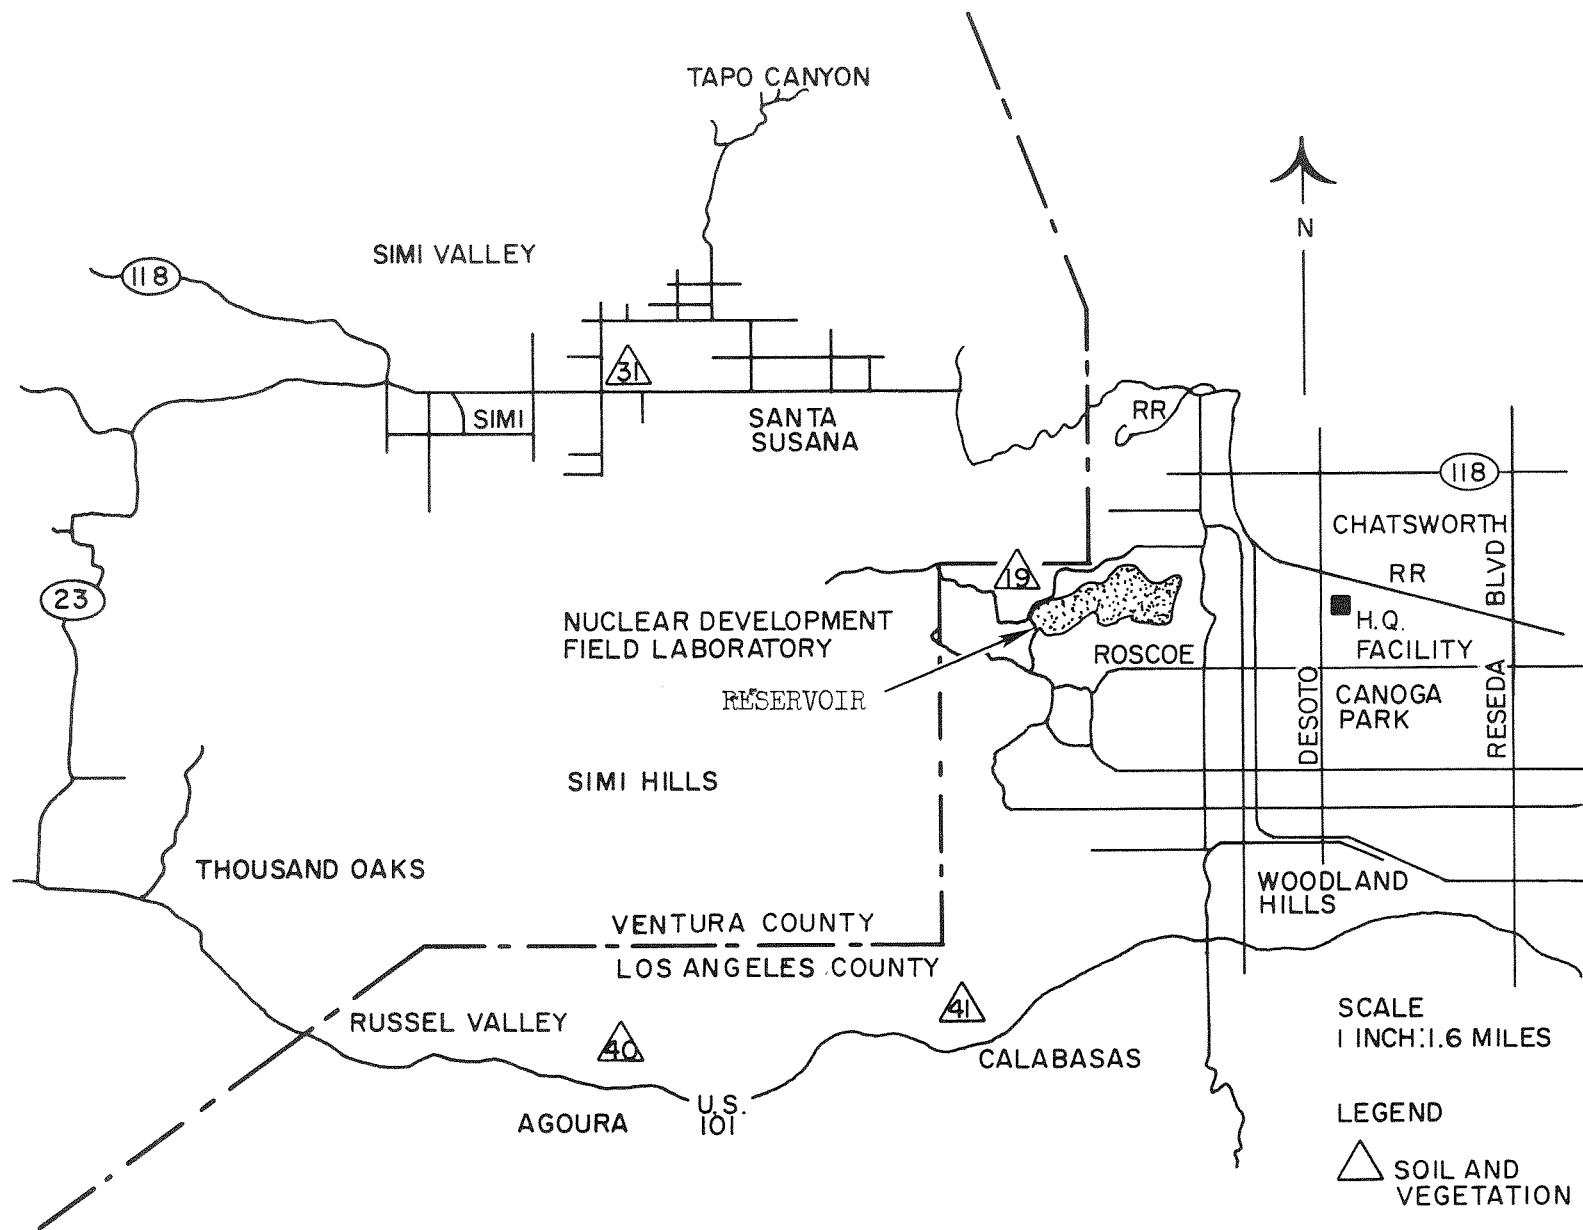 TAPO CANYON
N
SIMI VALLEY
118
31
SIMI
SANTA
SUSANA
RR
118
CHATSWORTH
RR
RESEDA BLVD
19
23
NUCLEAR DEVELOPMENT
FIELD LABORATORY
H.Q.
FACILITY
ROSCOE
RESERVOIR
DESOTO
CANOGA
PARK
SIMI HILLS
THOUSAND OAKS
WOODLAND
HILLS
VENTURA COUNTY
LOS ANGELES COUNTY
41
RUSSEL VALLEY
40
CALABASAS
SCALE
1 INCH:1.6 MILES
U.S.
101
AGOURA
LEGEND
SOIL AND
VEGETATION